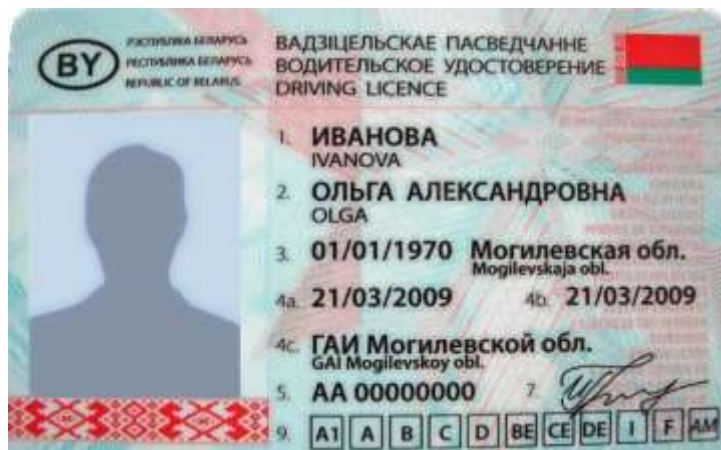 BY
РЭСПУБЛІКА БЕЛАРУСЬ
РЕСПУБЛИКА БЕЛАРУСЬ
REPUBLIC OF BELARUS
ВАДЗІЦЕЛЬСКАЕ ПАСВЕДЧАННЕ
ВОДИТЕЛЬСКОЕ УДОСТОВЕРЕНИЕ
DRIVING LICENCE
1. ИВАНОВА
IVANOVA
2. ОЛЬГА АЛЕКСАНДРОВНА
OLGA
3. 01/01/1970 Могилевская обл.
Mogilevskaja obl.
4a. 21/03/2009 4b. 21/03/2009
4c. ГАИ Могилевской обл.
GAI Mogilevskoy obl.
5. АА 00000000 7.
9. A1 A B C D BE CE DE I F AM